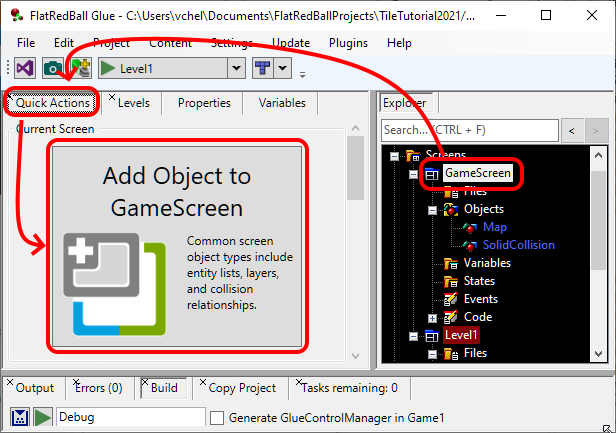 FlatRedBall Glue - C:\Users\vchel\Documents\FlatRedBallProjects\TileTutorial2021/...
File Edit Project Content Settings Update Plugins Help
Level1
Quick Actions Levels Properties Variables
Explorer
Current Screen
Search... (CTRL + F)
< >
Add Object to
GameScreen
Common screen
object types include
entity lists, layers,
and collision
relationships.
Screens
GameScreen
Files
Objects
Map
SolidCollision
Variables
States
Events
Code
Level1
Files
Output Errors (0) Build Copy Project Tasks remaining: 0
Debug Generate GlueControlManager in Game1